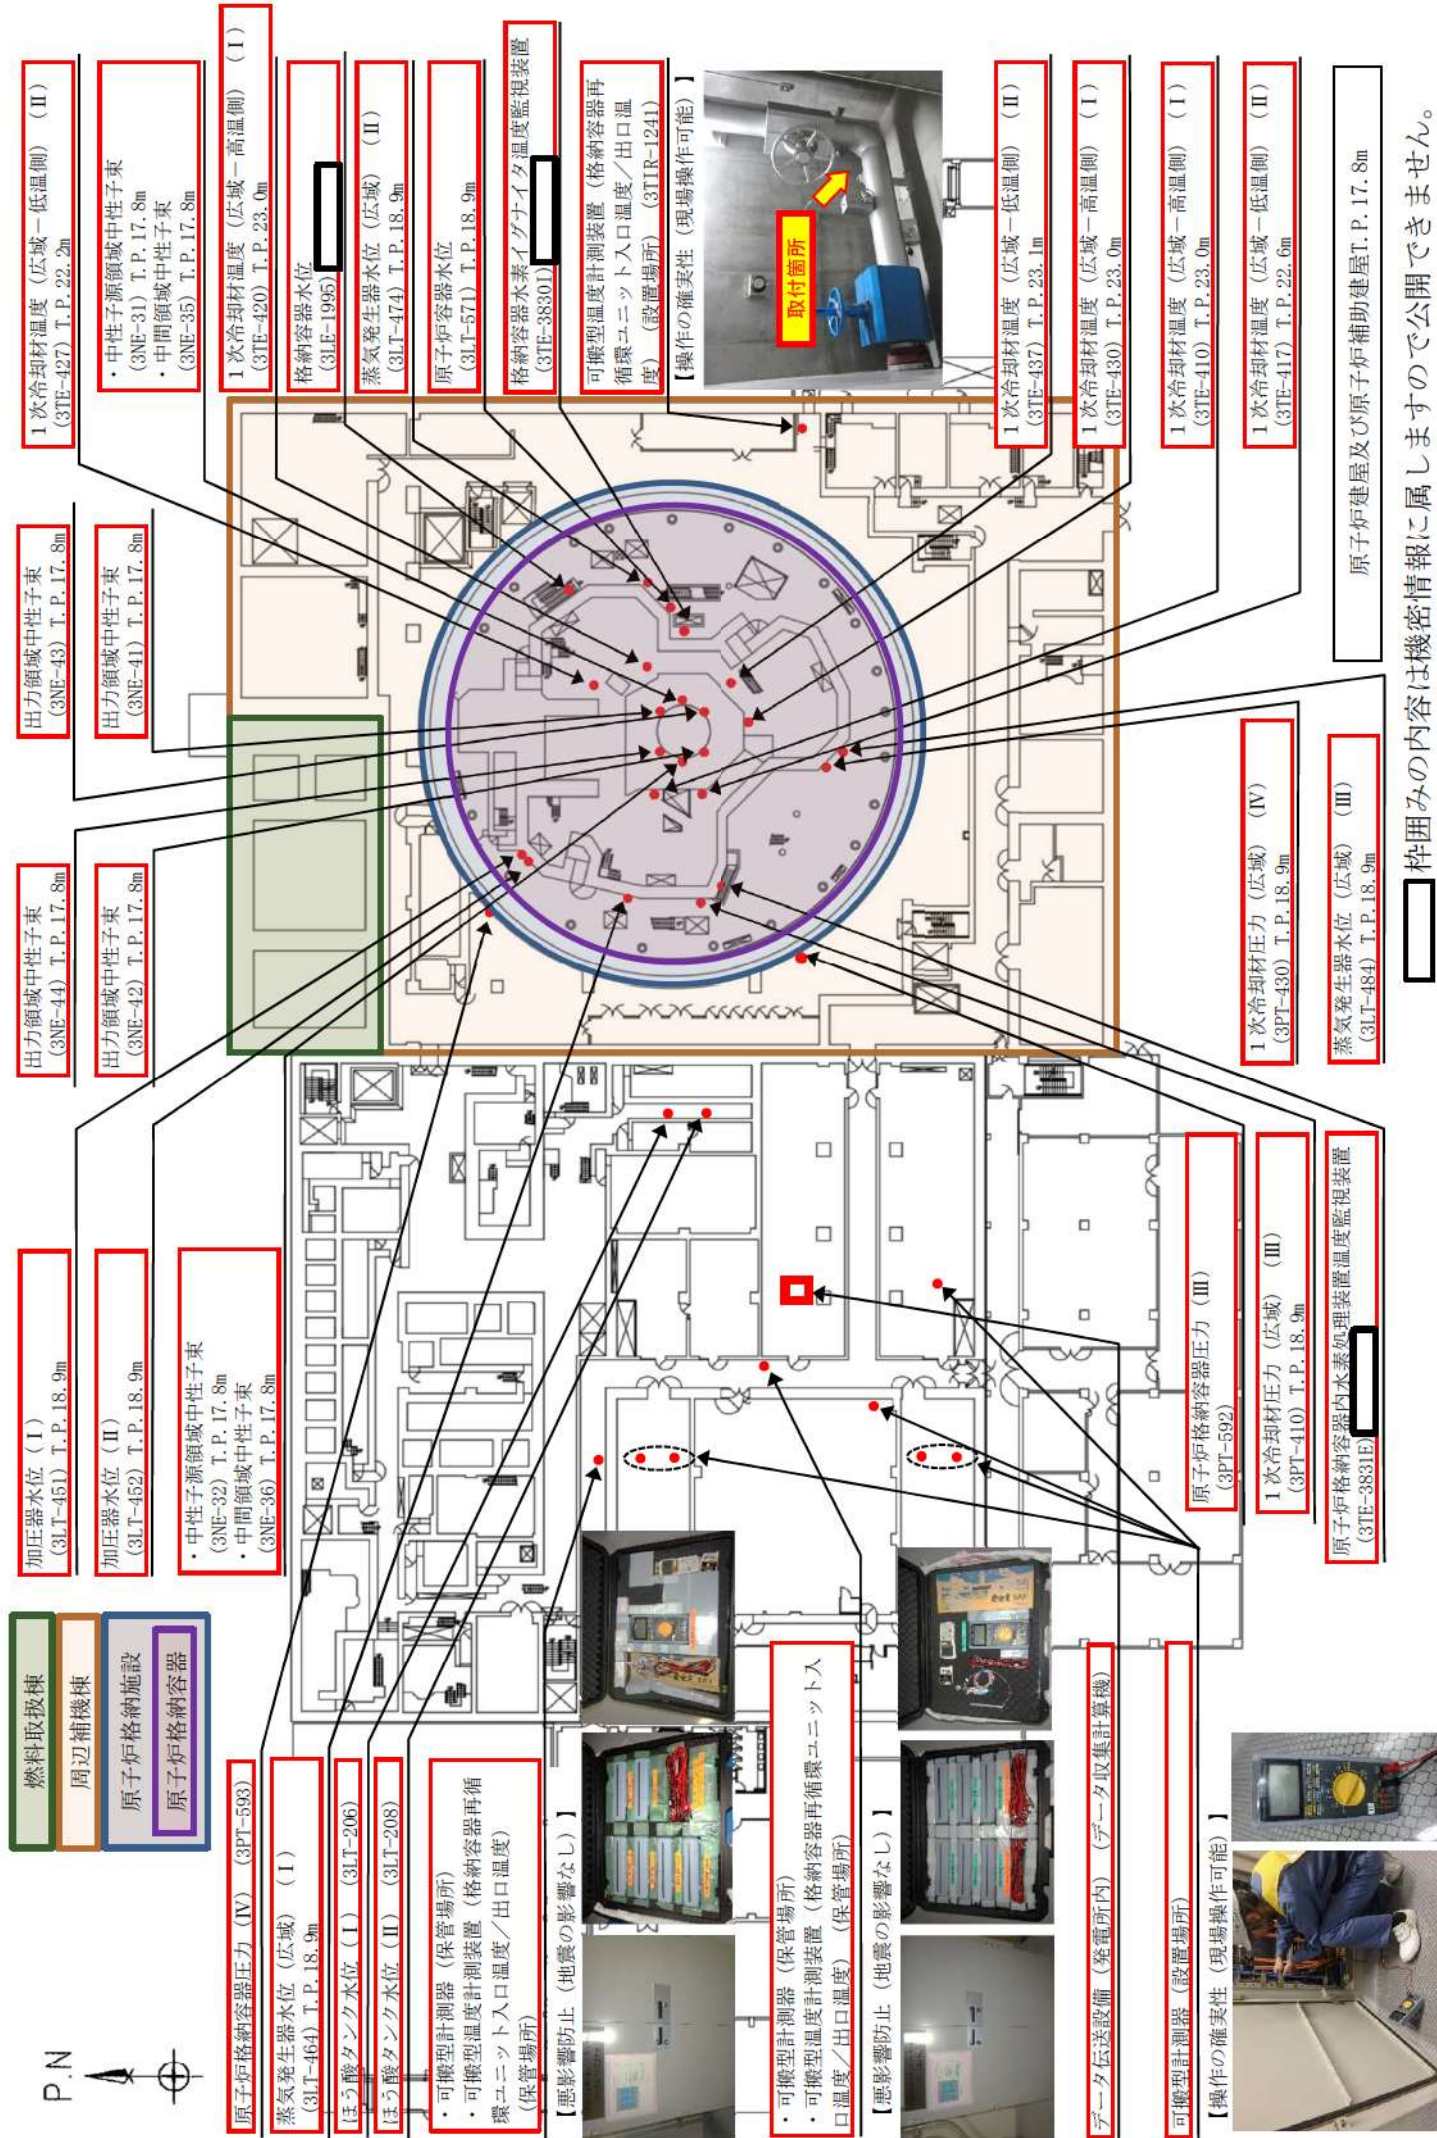 P.N
燃料取扱棟
周辺補機棟
原子炉格納施設
原子炉格納容器
加圧器水位（Ⅰ）
(3LT-451) T.P.18.9m
加圧器水位（Ⅱ）
(3LT-452) T.P.18.9m
・中性子源領域中性子束
(3NE-32) T.P.17.8m
・中間領域中性子束
(3NE-36) T.P.17.8m
出力領域中性子束
(3NE-44) T.P.17.8m
出力領域中性子束
(3NE-42) T.P.17.8m
出力領域中性子束
(3NE-43) T.P.17.8m
出力領域中性子束
(3NE-41) T.P.17.8m
1次冷却材温度（広域－低温側）（Ⅱ）
(3TE-427) T.P.22.2m
・中性子源領域中性子束
(3NE-31) T.P.17.8m
・中間領域中性子束
(3NE-35) T.P.17.8m
1次冷却材温度（広域－高温側）（Ⅰ）
(3TE-420) T.P.23.0m
格納容器水位
(3LE-1995)
蒸気発生器水位（広域）（Ⅱ）
(3LT-474) T.P.18.9m
原子炉容器水位
(3LT-571) T.P.18.9m
格納容器水素イグナイタ温度監視装置
(3TE-3830I)
可搬型温度計測装置（格納容器再
循環ユニット入口温度／出口温
度）（設置場所）（3TIR-1241）
【操作の確実性（現場操作可能）】
取付箇所
1次冷却材温度（広域－低温側）（Ⅱ）
(3TE-437) T.P.23.1m
1次冷却材温度（広域－高温側）（Ⅰ）
(3TE-430) T.P.23.0m
1次冷却材温度（広域－高温側）（Ⅰ）
(3TE-410) T.P.23.0m
1次冷却材温度（広域－低温側）（Ⅱ）
(3TE-417) T.P.22.6m
原子炉格納容器圧力（Ⅳ）（3PT-593）
蒸気発生器水位（広域）（Ⅰ）
(3LT-464) T.P.18.9m
ほう酸タンク水位（Ⅰ）（3LT-206）
ほう酸タンク水位（Ⅱ）（3LT-208）
・可搬型計測器（保管場所）
・可搬型温度計測装置（格納容器再循
環ユニット入口温度／出口温度）
（保管場所）
【悪影響防止（地震の影響なし）】
・可搬型計測器（保管場所）
・可搬型温度計測装置（格納容器再循環ユニット入
口温度／出口温度）（保管場所）
【悪影響防止（地震の影響なし）】
データ伝送設備（発電所内）（データ収集計算機）
可搬型計測器（設置場所）
【操作の確実性（現場操作可能）】
原子炉格納容器圧力（Ⅲ）
(3PT-592)
1次冷却材圧力（広域）（Ⅲ）
(3PT-410) T.P.18.9m
原子炉格納容器内水素処理装置温度監視装置
(3TE-3831E)
1次冷却材圧力（広域）（Ⅳ）
(3PT-430) T.P.18.9m
蒸気発生器水位（広域）（Ⅲ）
(3LT-484) T.P.18.9m
原子炉建屋及び原子炉補助建屋T.P.17.8m
枠囲みの内容は機密情報に属しますので公開できません。